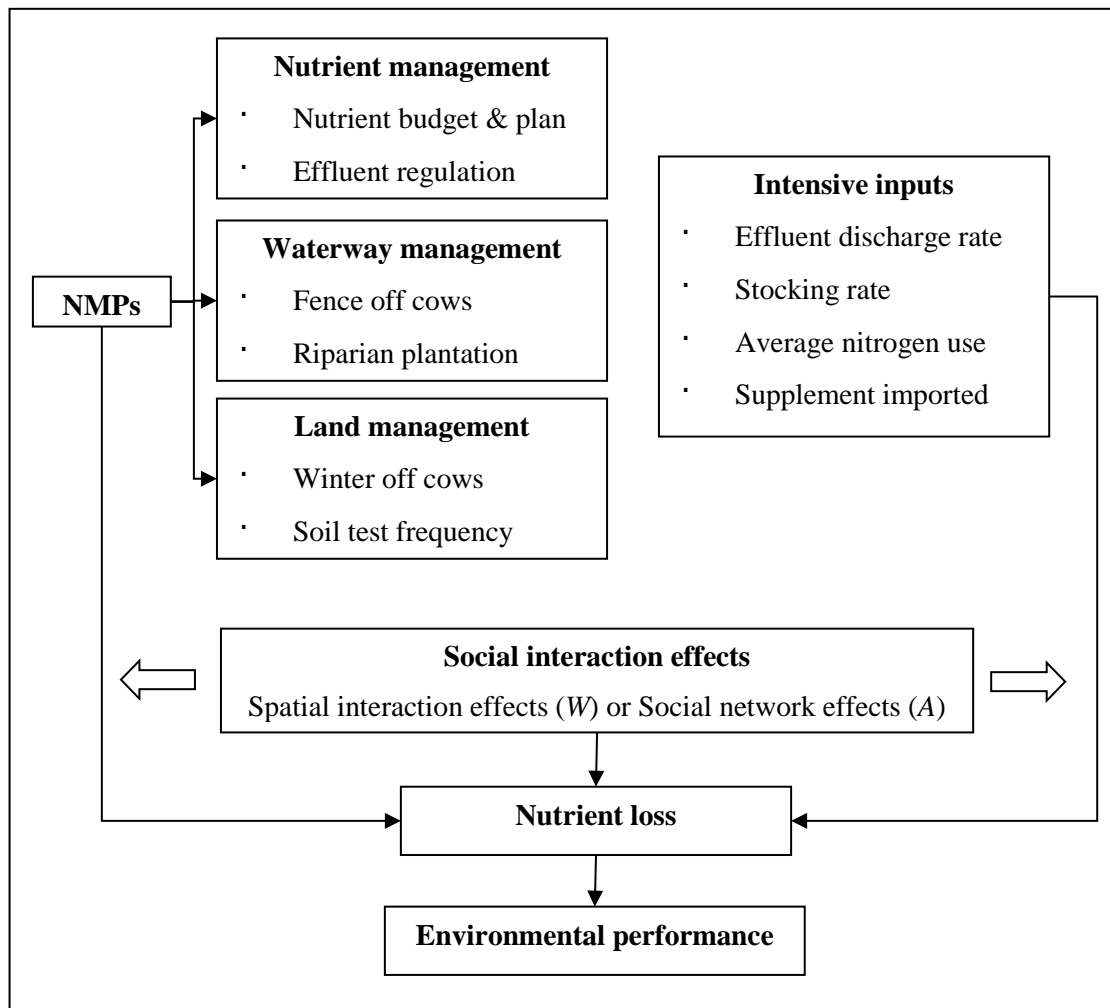 Nutrient management
· Nutrient budget & plan
· Effluent regulation
Waterway management
· Fence off cows
· Riparian plantation
Land management
· Winter off cows
· Soil test frequency
NMPs
Intensive inputs
· Effluent discharge rate
· Stocking rate
· Average nitrogen use
· Supplement imported
Social interaction effects
Spatial interaction effects (W) or Social network effects (A)
Nutrient loss
Environmental performance